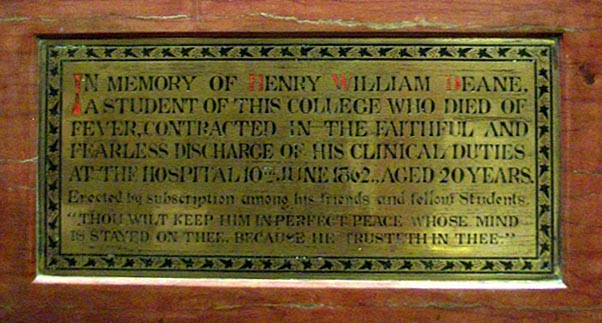 IN MEMORY OF HENRY WILLIAM DEANE,
A STUDENT OF THIS COLLEGE WHO DIED OF
FEVER, CONTRACTED IN THE FAITHFUL AND
FEARLESS DISCHARGE OF HIS CLINICAL DUTIES
AT THE HOSPITAL 10TH JUNE 1862., AGED 20 YEARS.
Erected by subscription among his friends and fellow Students.
"THOU WILT KEEP HIM IN PERFECT PEACE WHOSE MIND
IS STAYED ON THEE, BECAUSE HE TRUSTETH IN THEE."